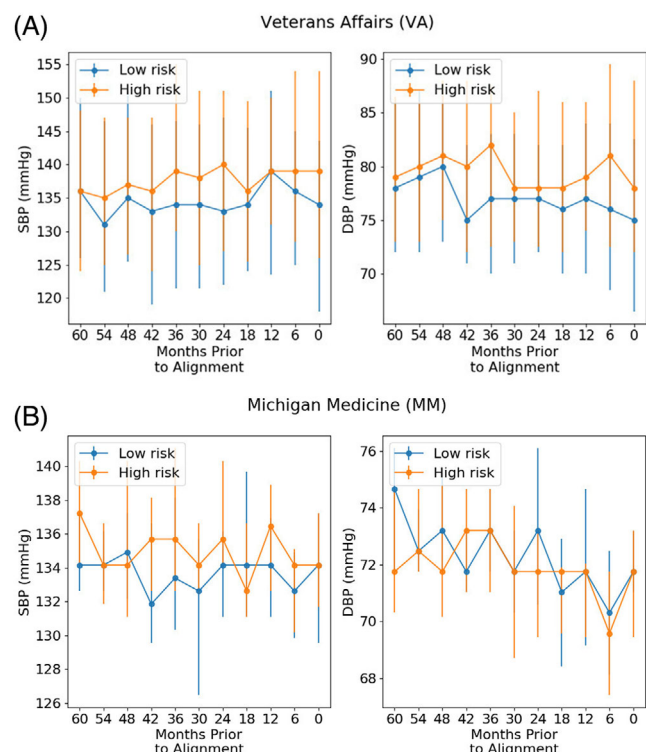 (A)
Veterans Affairs (VA)
155
150
145
140
135
130
125
120
SBP (mmHg)
Low risk
High risk
60 54 48 42 36 30 24 18 12 6 0
Months Prior
to Alignment
90
85
80
75
70
DBP (mmHg)
Low risk
High risk
60 54 48 42 36 30 24 18 12 6 0
Months Prior
to Alignment
(B)
Michigan Medicine (MM)
140
138
136
134
132
130
128
126
SBP (mmHg)
Low risk
High risk
60 54 48 42 36 30 24 18 12 6 0
Months Prior
to Alignment
76
74
72
70
68
DBP (mmHg)
Low risk
High risk
60 54 48 42 36 30 24 18 12 6 0
Months Prior
to Alignment